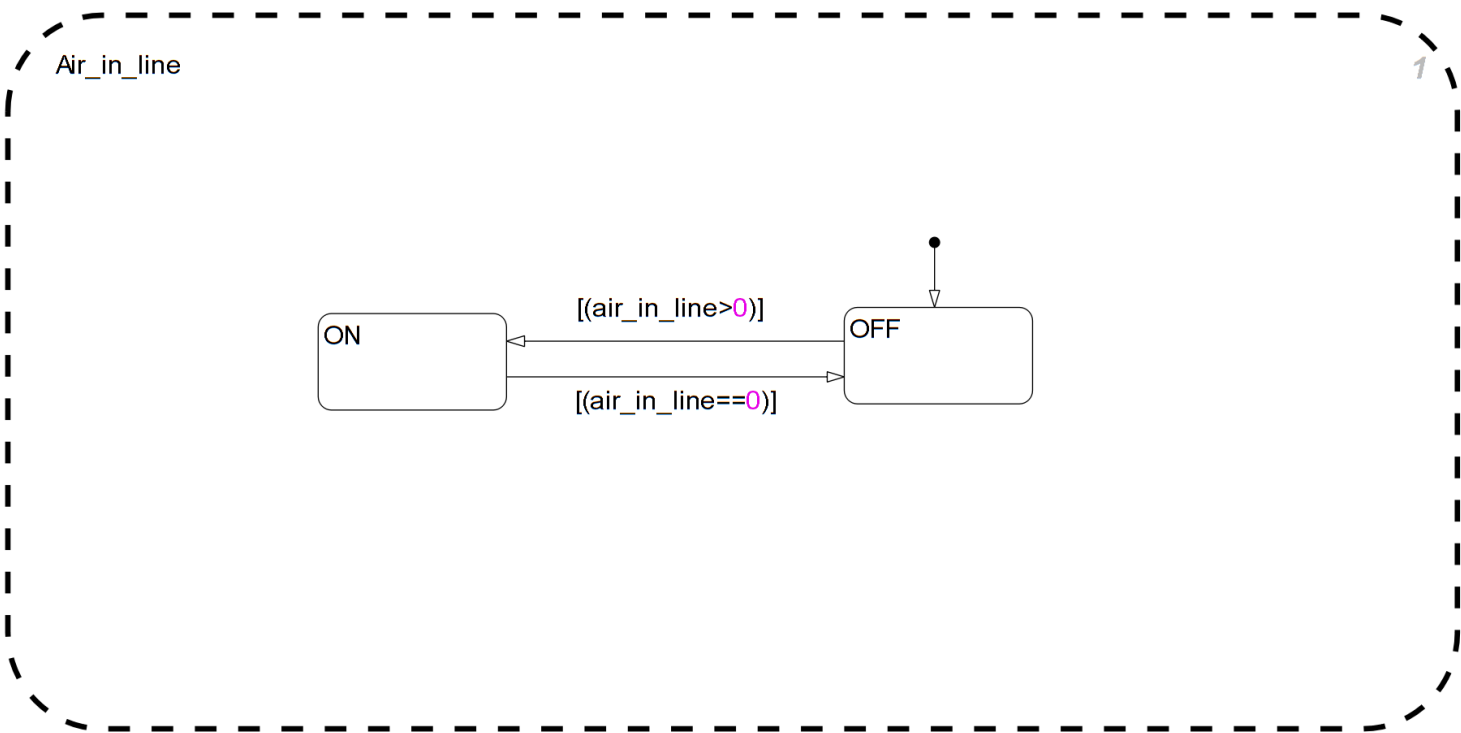 Air_in_line
1
[(air_in_line>0)]
ON
OFF
[(air_in_line==0)]